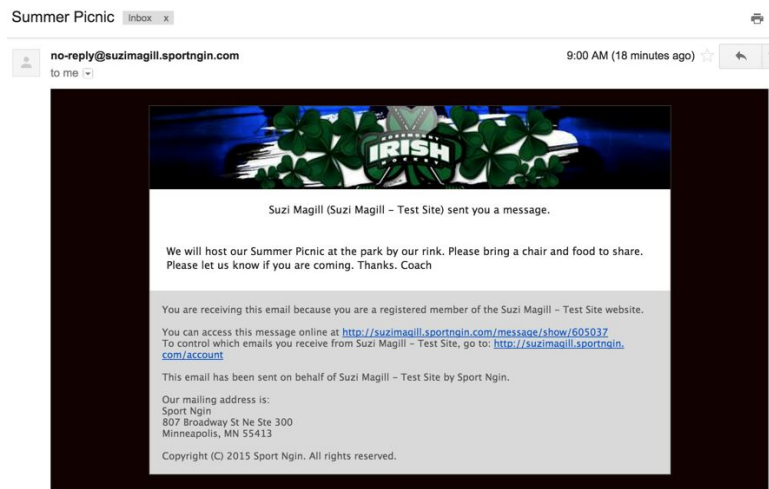 Summer Picnic Inbox x
no-reply@suzimagill.sportngin.com 9:00 AM (18 minutes ago)
to me
IRISH
Suzi Magill (Suzi Magill – Test Site) sent you a message.
We will host our Summer Picnic at the park by our rink. Please bring a chair and food to share.
Please let us know if you are coming. Thanks. Coach
You are receiving this email because you are a registered member of the Suzi Magill – Test Site website.
You can access this message online at http://suzimagill.sportngin.com/message/show/605037
To control which emails you receive from Suzi Magill – Test Site, go to: http://suzimagill.sportngin.
com/account
This email has been sent on behalf of Suzi Magill – Test Site by Sport Ngin.
Our mailing address is:
Sport Ngin
807 Broadway St Ne Ste 300
Minneapolis, MN 55413
Copyright (C) 2015 Sport Ngin. All rights reserved.